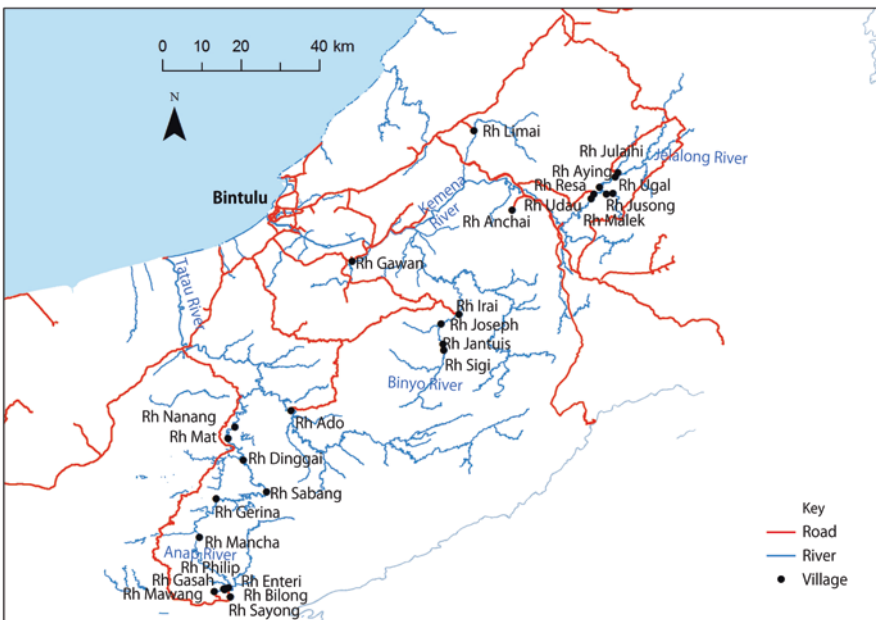 0 10 20 40 km
N
Rh Limai
Rh Julaihi
Jelalong River
Rh Aying
Rh Resa
Rh Ugal
Bintulu
Kemena
River
Rh Udau
Rh Jusong
Rh Anchai
Rh Malek
Rh Gawan
Tatau River
Rh Irai
Rh Joseph
Rh Jantuis
Rh Sigi
Binyo River
Rh Nanang
Rh Ado
Rh Mat
Rh Dinggai
Rh Sabang
Rh Gerina
Key
Road
River
Village
Rh Mancha
Anap River
Rh Philip
Rh Gasah
Rh Enteri
Rh Mawang
Rh Bilong
Rh Sayong